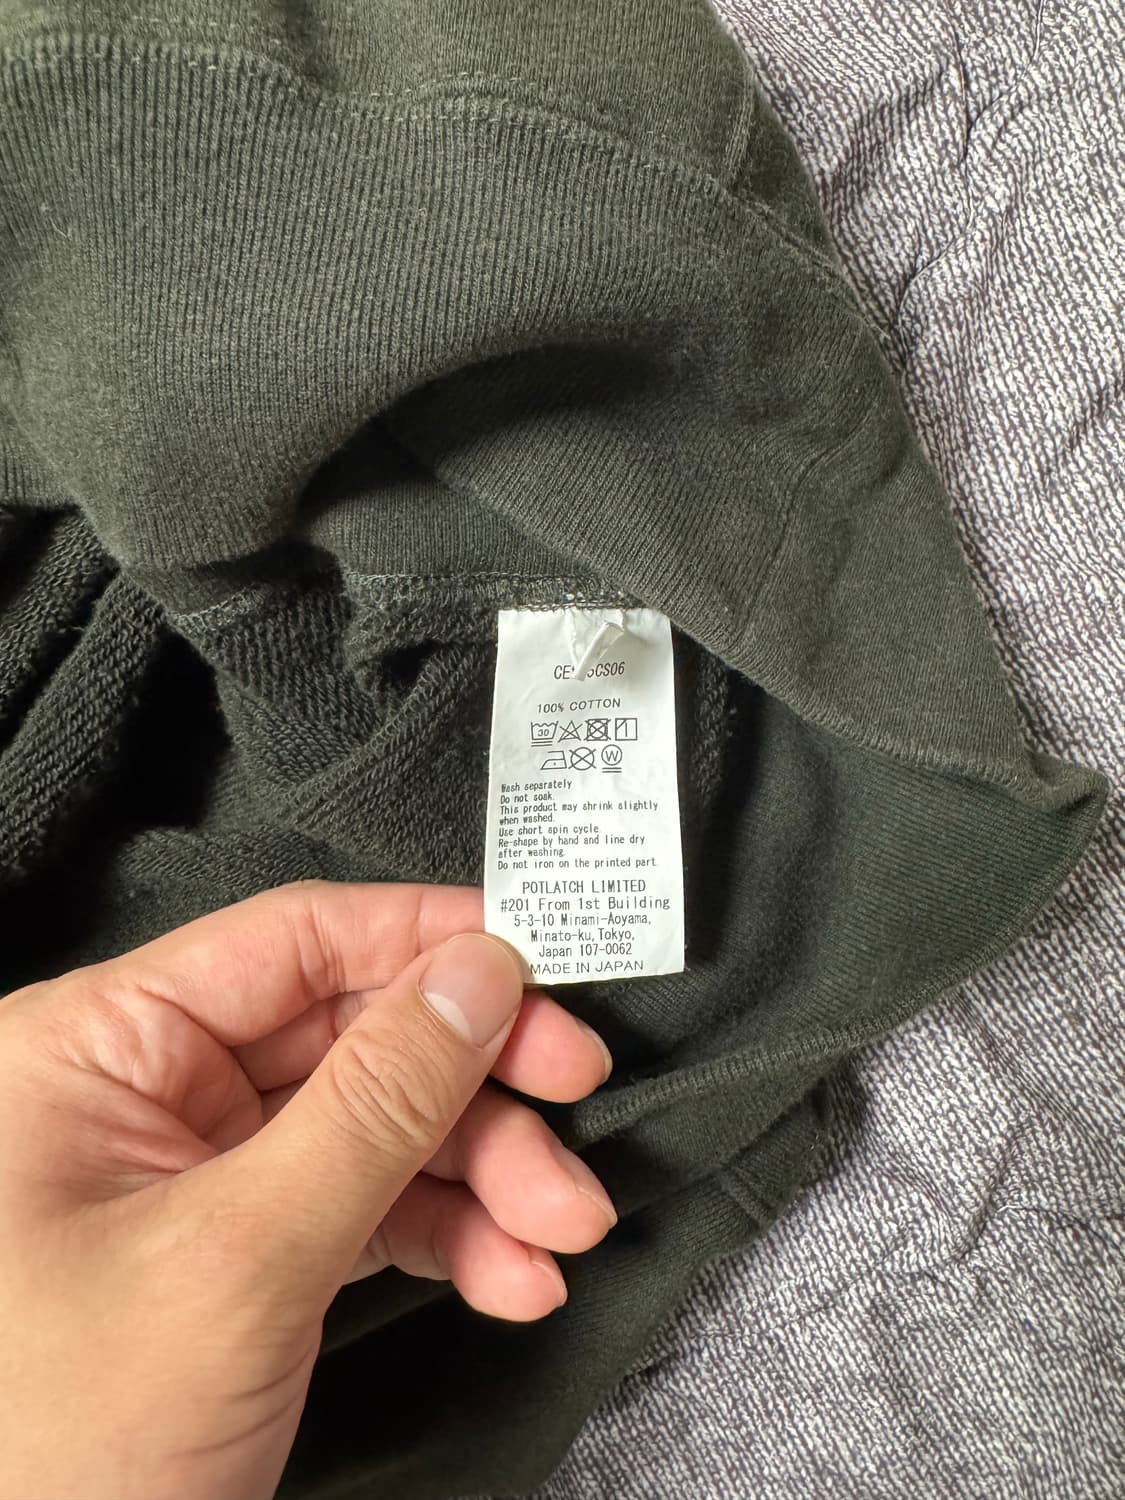 100% COTTON
30
W
Wash separately
Do not soak.
This product may shrink slightly
when washed.
Use short spin cycle
Re-shape by hand and line dry
after washing.
Do not iron on the printed part.
POTLATCH LIMITED
#201 From 1st Building
5-3-10 Minami-Aoyama,
Minato-ku, Tokyo,
Japan 107-0062
MADE IN JAPAN